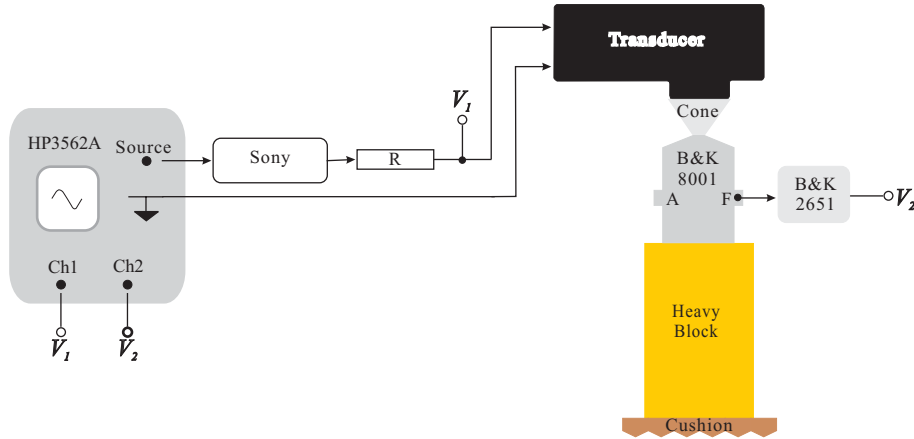 Transducer
V1
Cone
HP3562A
Source
Sony
R
B&K
8001
B&K
2651
A
F
V2
Ch1
Ch2
V1
V2
Heavy
Block
Cushion